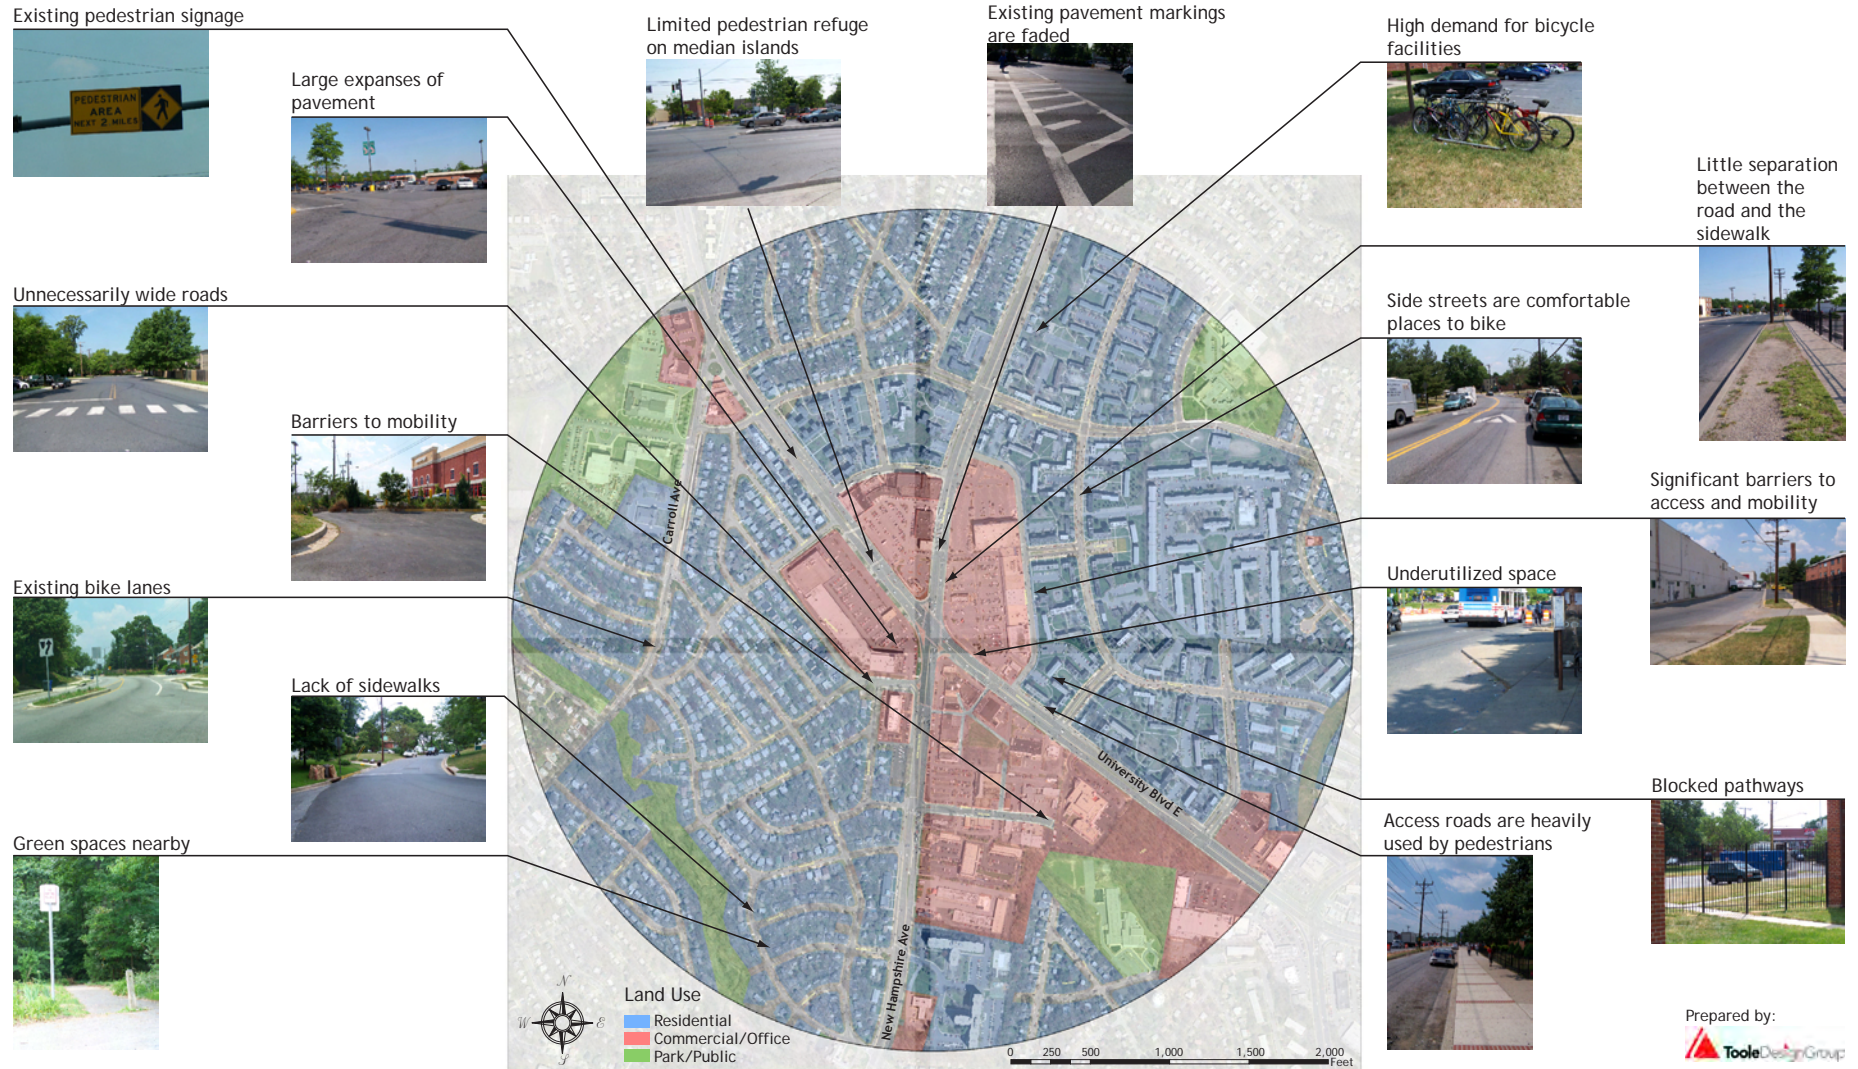 Existing pedestrian signage
PEDESTRIAN
AREA
NEXT 2 MILES
Large expanses of
pavement
Limited pedestrian refuge
on median islands
Existing pavement markings
are faded
High demand for bicycle
facilities
Little separation
between the
road and the
sidewalk
Unnecessarily wide roads
Side streets are comfortable
places to bike
Barriers to mobility
Significant barriers to
access and mobility
Carroll Ave
Existing bike lanes
Underutilized space
Lack of sidewalks
University Blvd E
Blocked pathways
Access roads are heavily
used by pedestrians
Green spaces nearby
New Hampshire Ave
N
W
E
S
Land Use
Residential
Commercial/Office
Park/Public
0 250 500 1,000 1,500 2,000
Feet
Prepared by:
TooleDesignGroup